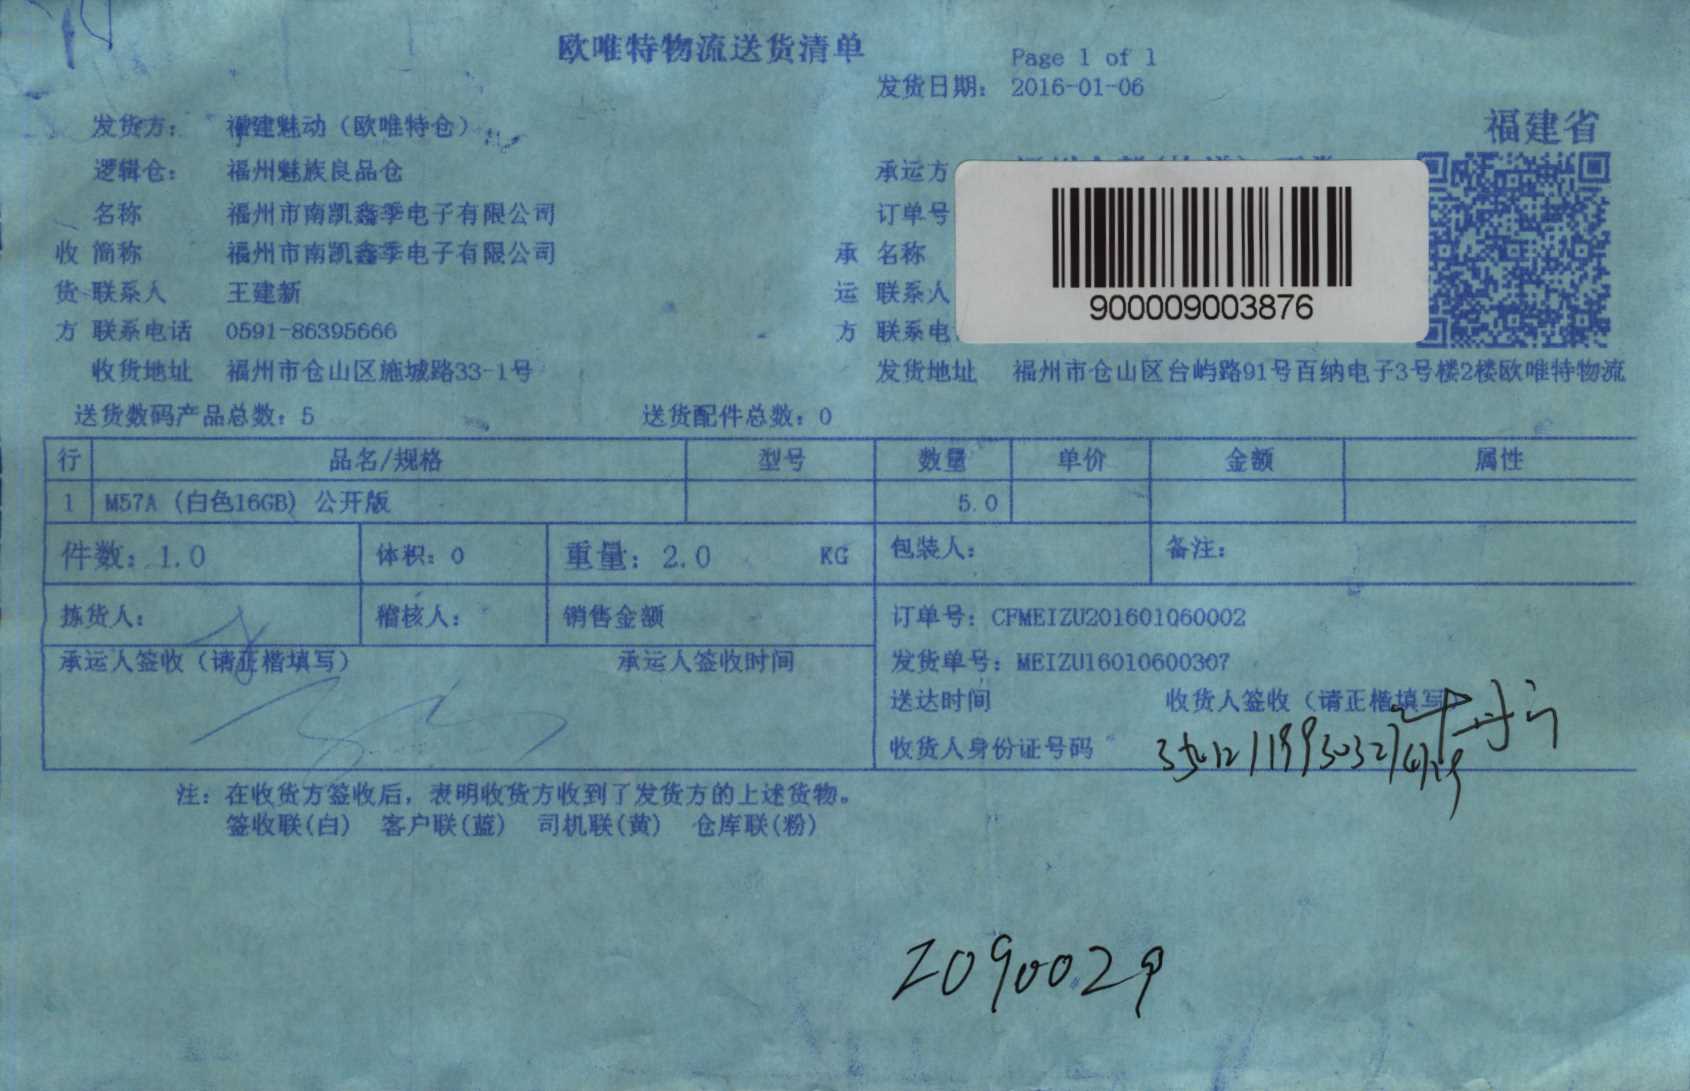 欧唯特物流送货清单
Page 1 of 1
发货日期: 2016-01-06
福建省
发货方: 福建魅动（欧唯特仓）
逻辑仓: 福州魅族良品仓
承运方
名称 福州市南凯鑫季电子有限公司
订单号
收 简称 福州市南凯鑫季电子有限公司
承 名称
货 联系人 王建新
运 联系人
900009003876
方 联系电话 0591-86395666
方 联系电
收货地址 福州市仓山区施城路33-1号
发货地址 福州市仓山区台屿路91号百纳电子3号楼2楼欧唯特物流
送货数码产品总数: 5 送货配件总数: 0
行 品名/规格 型号 数量 单价 金额 属性
1 M57A (白色16GB) 公开版 5.0
件数: 1.0 体积: 0 重量: 2.0 KG 包装人: 备注:
拣货人: 稽核人: 销售金额 订单号: CFMEIZU201601060002
承运人签收（请正楷填写） 承运人签收时间 发货单号: MEIZU16010600307
送达时间 收货人签收（请正楷填写）
收货人身份证号码
注: 在收货方签收后, 表明收货方收到了发货方的上述货物。
签收联(白) 客户联(蓝) 司机联(黄) 仓库联(粉)
2090029